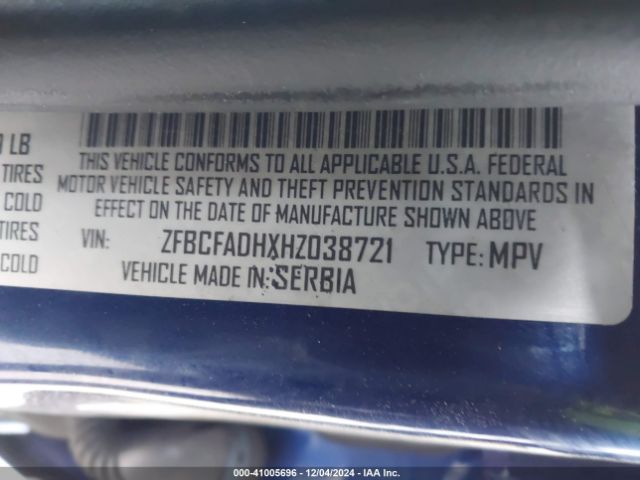 LB
THIS VEHICLE CONFORMS TO ALL APPLICABLE U.S.A. FEDERAL
TIRES
MOTOR VEHICLE SAFETY AND THEFT PREVENTION STANDARDS IN
COLD
EFFECT ON THE DATE OF MANUFACTURE SHOWN ABOVE
TIRES
VIN: ZFBCFADHXHZ038721 TYPE: MPV
COLD
VEHICLE MADE IN: SERBIA
000-41005696 - 12/04/2024 - IAA Inc.